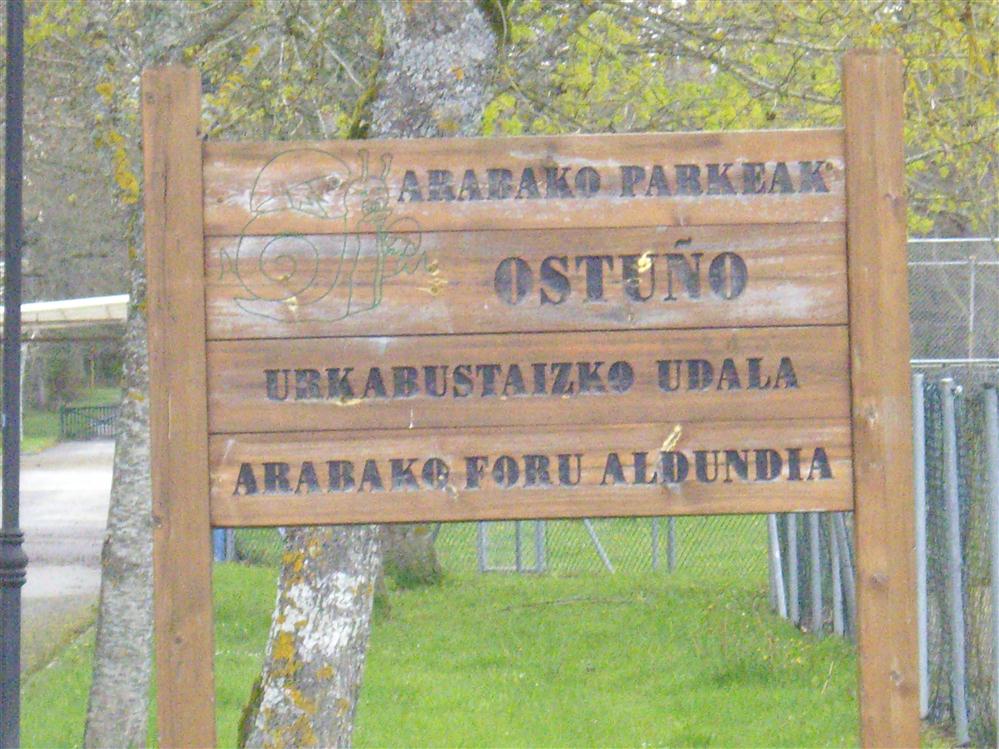 ARABAKO PARKEAK
OSTUÑO
URKABUSTAIZKO UDALA
ARABAKO FORU ALDUNDIA